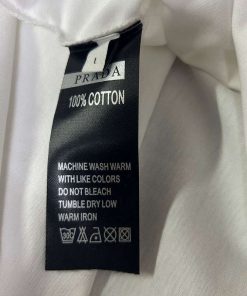 L
PRADA
100% COTTON
MACHINE WASH WARM
WITH LIKE COLORS
DO NOT BLEACH
TUMBLE DRY LOW
WARM IRON